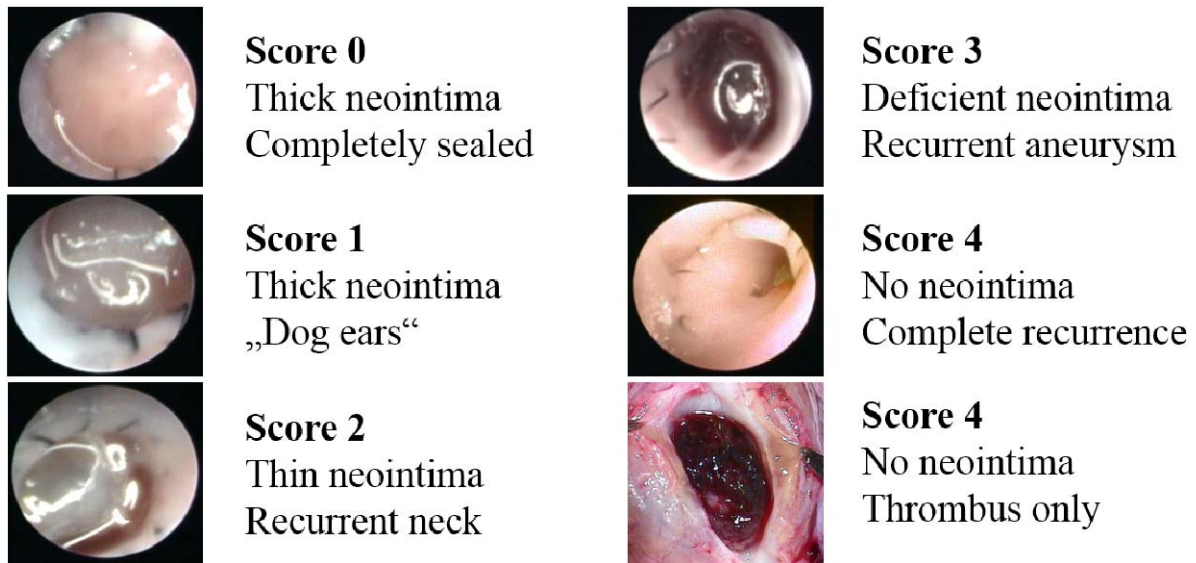 Score 0
Thick neointima
Completely sealed
Score 1
Thick neointima
„Dog ears“
Score 2
Thin neointima
Recurrent neck
Score 3
Deficient neointima
Recurrent aneurysm
Score 4
No neointima
Complete recurrence
Score 4
No neointima
Thrombus only